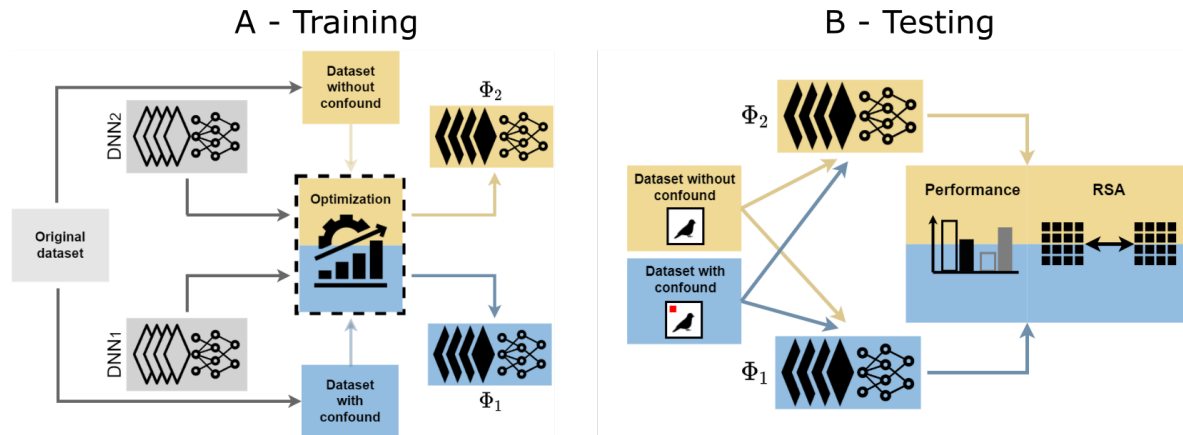 A - Training
B - Testing
Dataset
without
confound
Φ2
DNN2
Optimization
Original
dataset
DNN1
Dataset
with
confound
Φ1
Φ2
Dataset without
confound
Dataset with
confound
Φ1
Performance
RSA